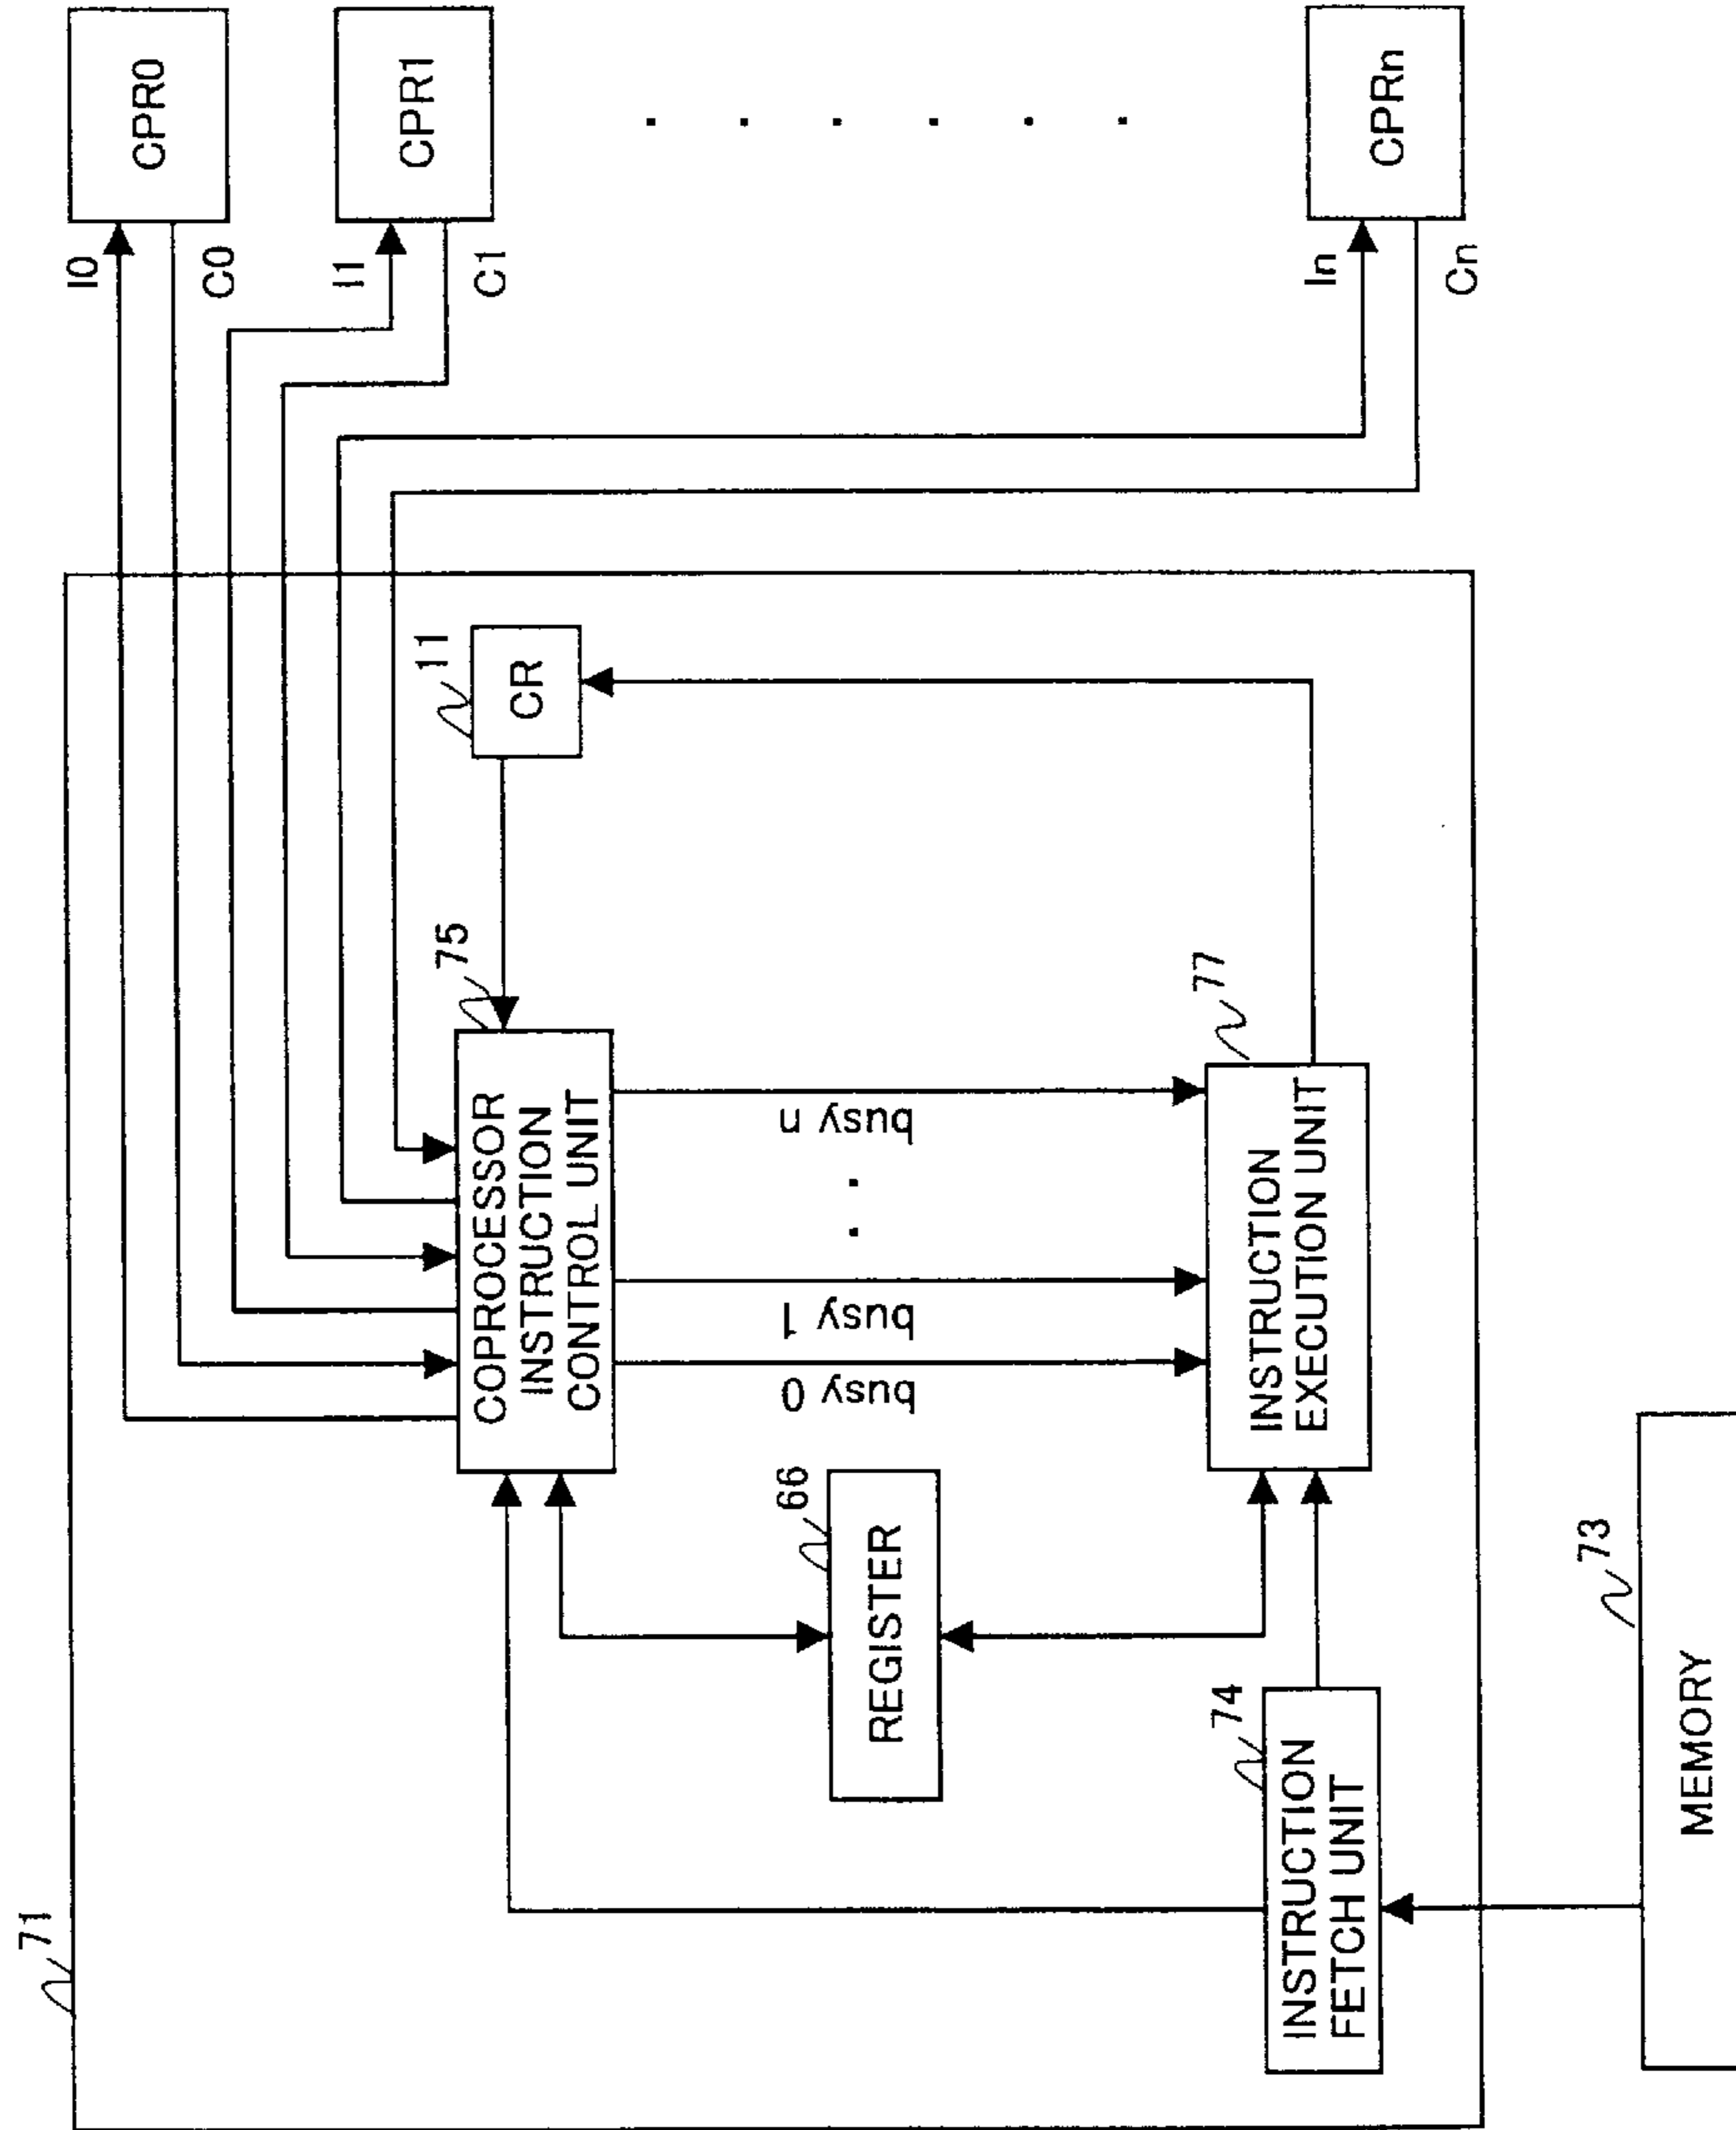 71
I0
CPR0
C0
I1
CPR1
C1
11
CR
75
COPROCESSOR
INSTRUCTION
CONTROL UNIT
66
REGISTER
busy 0
busy 1
busy n
77
INSTRUCTION
EXECUTION UNIT
74
INSTRUCTION
FETCH UNIT
In
CPRn
Cn
73
MEMORY